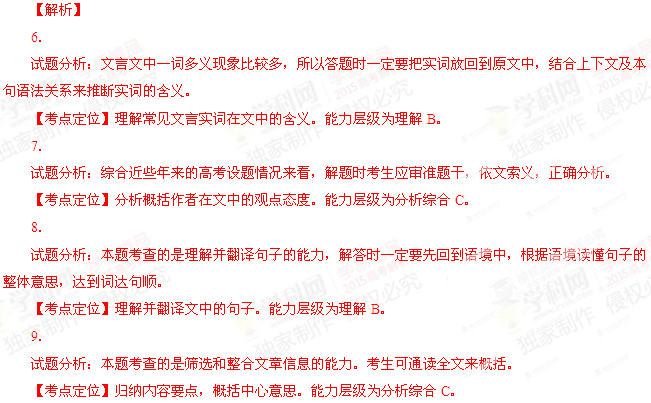 【解析】
6.
试题分析：文言文中一词多义现象比较多，所以答题时一定要把实词放回到原文中，结合上下文及本
句语法关系来推断实词的含义。
【考点定位】理解常见文言实词在文中的含义。能力层级为理解 B。
7.
试题分析：综合近些年来的高考设题情况来看，解题时考生应审准题干，依文索义，正确分析。
【考点定位】分析概括作者在文中的观点态度。能力层级为分析综合 C。
8.
试题分析：本题考查的是理解并翻译句子的能力，解答时一定要先回到语境中，根据语境读懂句子的
整体意思，达到词达句顺。
【考点定位】理解并翻译文中的句子。能力层级为理解 B。
9.
试题分析：本题考查的是筛选和整合文章信息的能力。考生可通读全文来概括。
【考点定位】归纳内容要点，概括中心意思。能力层级为分析综合 C。